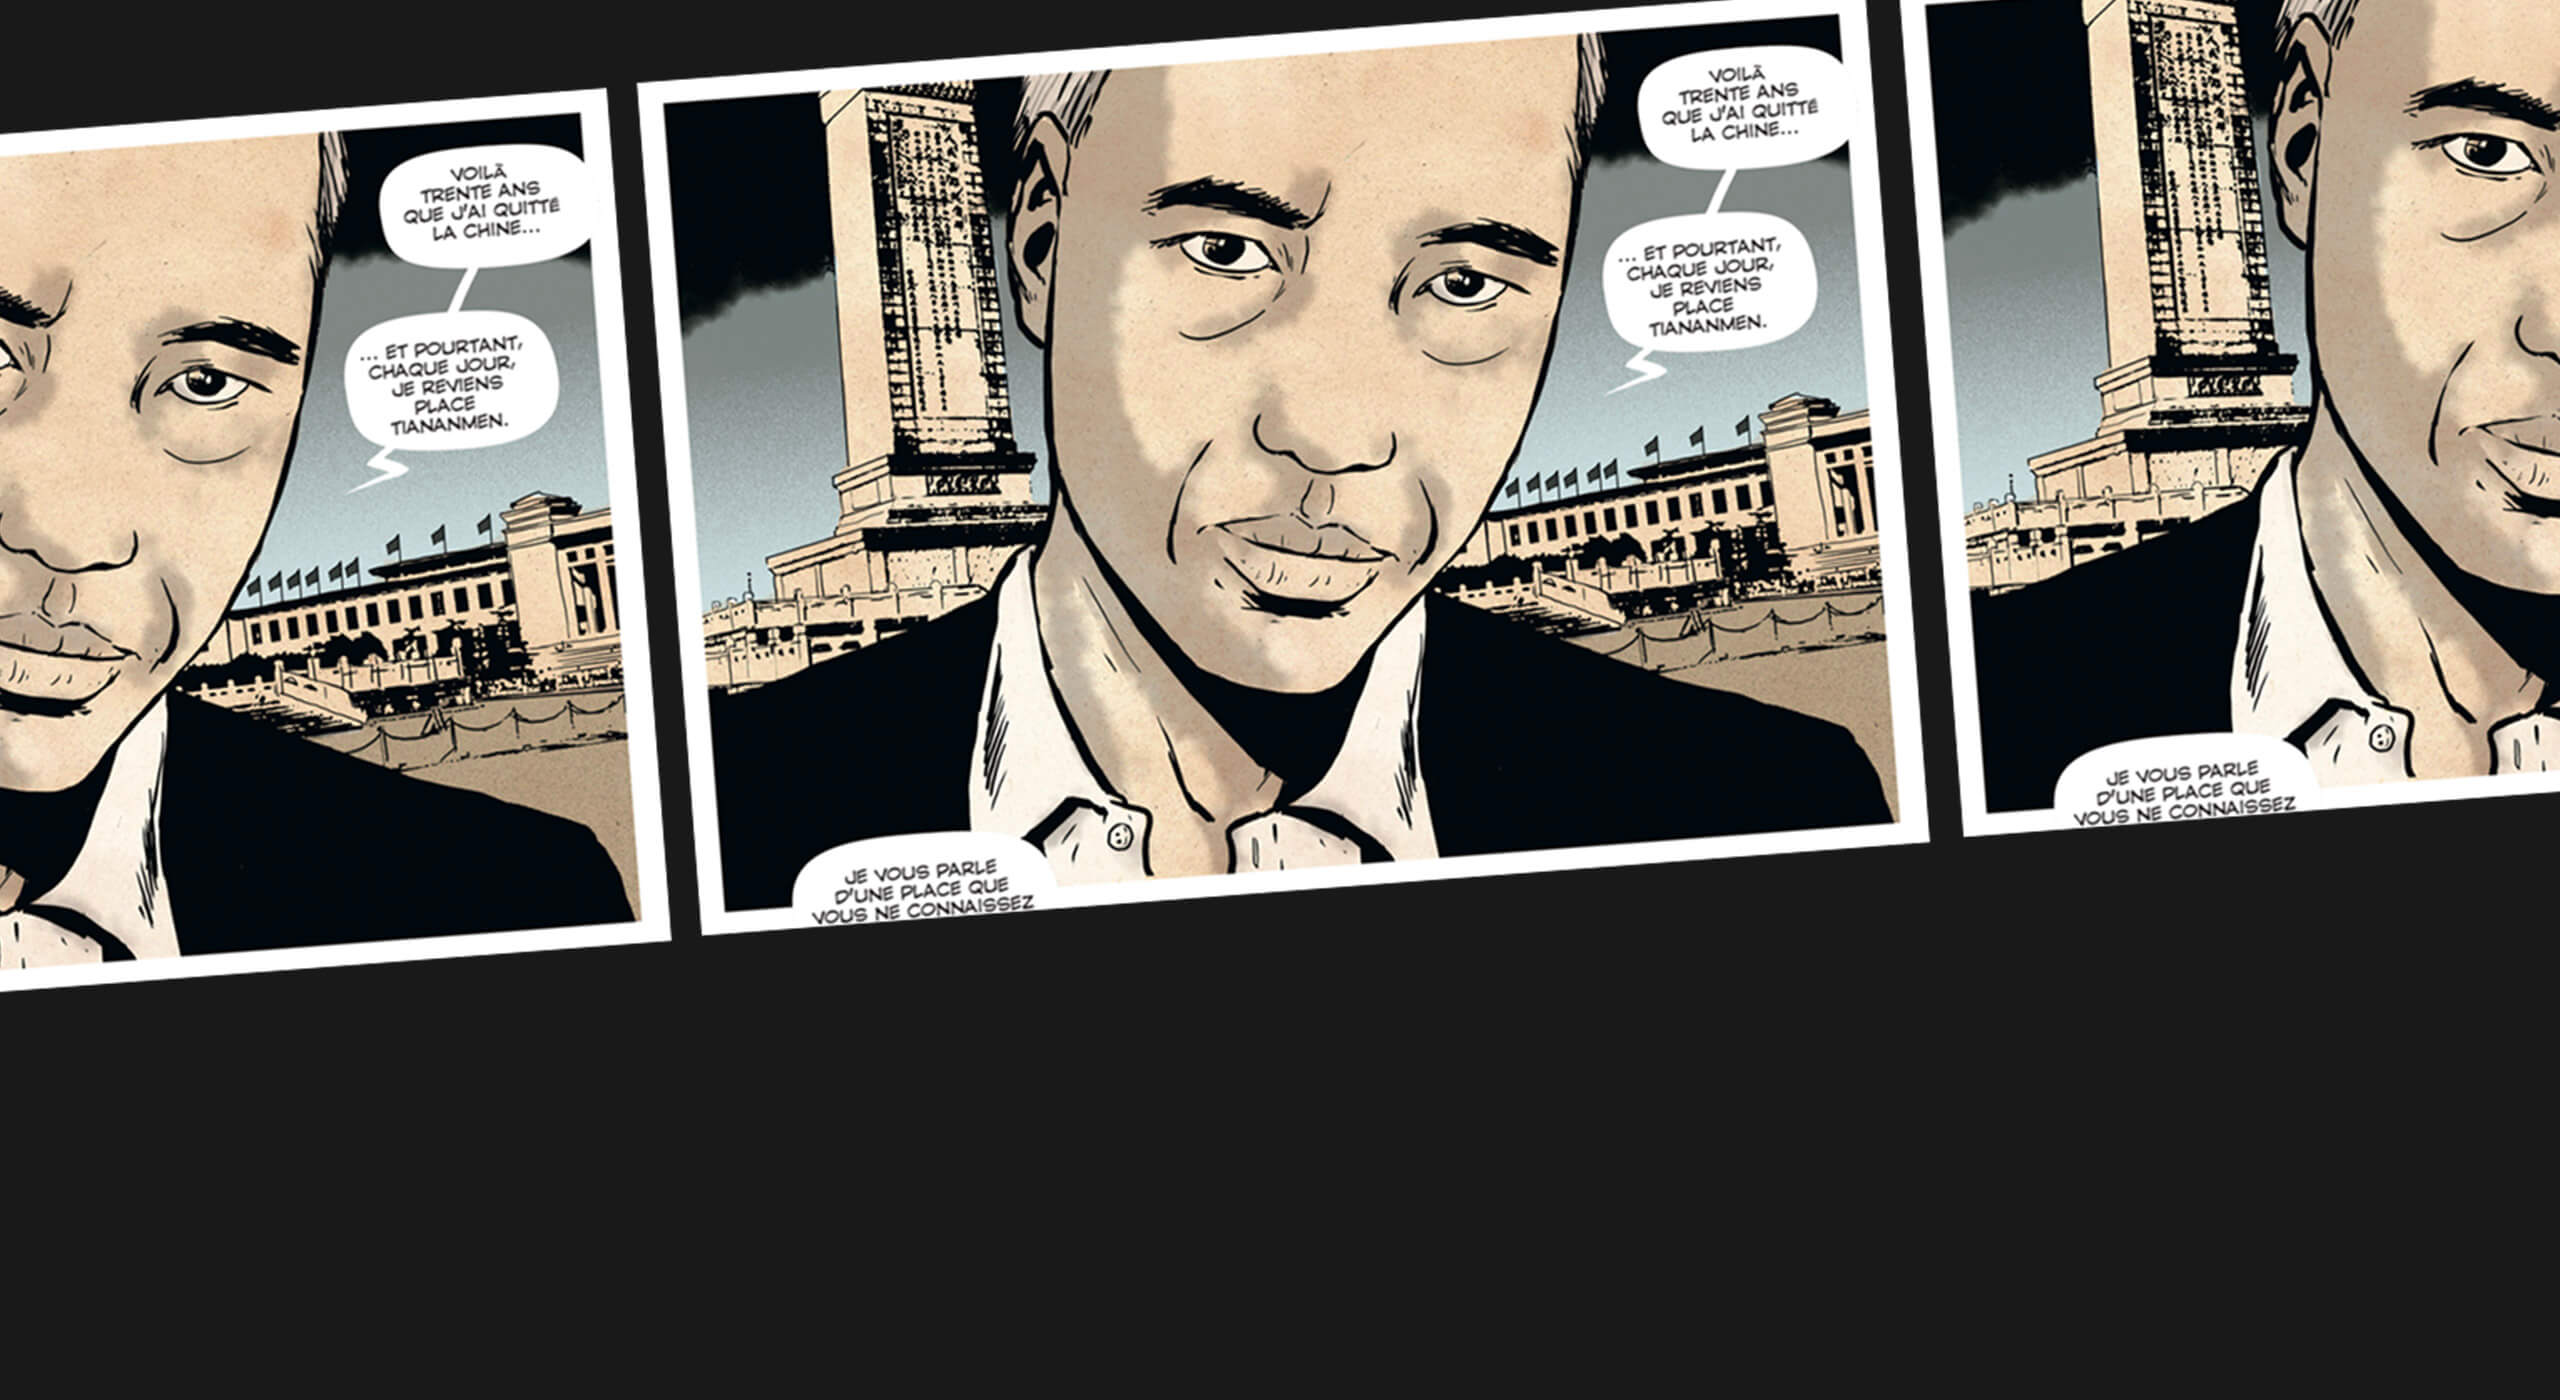 VOILÀ
TRENTE ANS
QUE J'AI QUITTÉ
LA CHINE...
... ET POURTANT,
CHAQUE JOUR,
JE REVIENS
PLACE
TIANANMEN.
VOILÀ
TRENTE ANS
QUE J'AI QUITTÉ
LA CHINE...
... ET POURTANT,
CHAQUE JOUR,
JE REVIENS
PLACE
TIANANMEN.
JE VOUS PARLE
D'UNE PLACE QUE
VOUS NE CONNAISSEZ
JE VOUS PARLE
D'UNE PLACE QUE
VOUS NE CONNAISSEZ